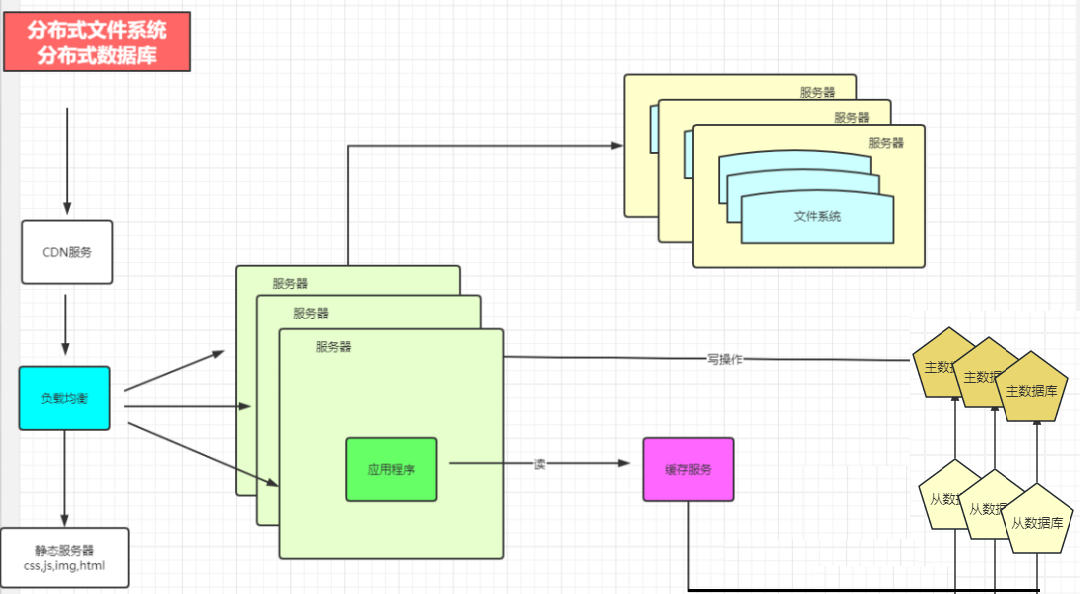 分布式文件系统
分布式数据库
服务器
服务器
服务器
文件系统
CDN服务
服务器
服务器
服务器
写操作
主数据
主数据
主数据库
负载均衡
应用程序
读
缓存服务
从数据
从数据
从数据库
静态服务器
css,js,img,html